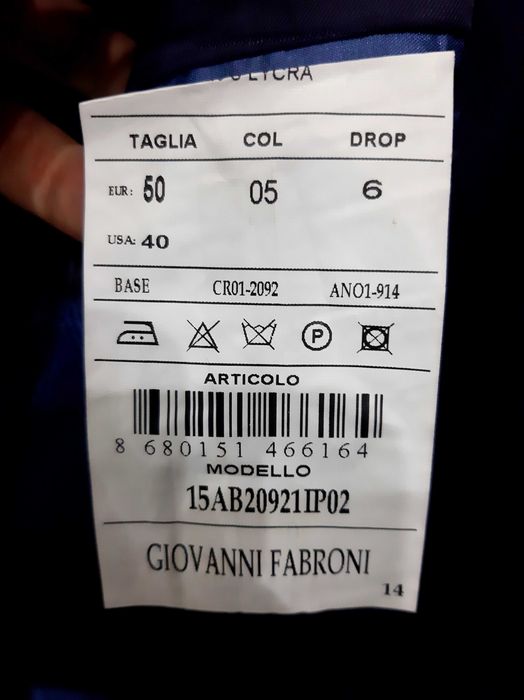 LYCRA
TAGLIA COL DROP
EUR: 50 05 6
USA: 40
BASE CR01-2092 ANO1-914
P
ARTICOLO
8 680151 466164
MODELLO
15AB20921IP02
GIOVANNI FABRONI
14